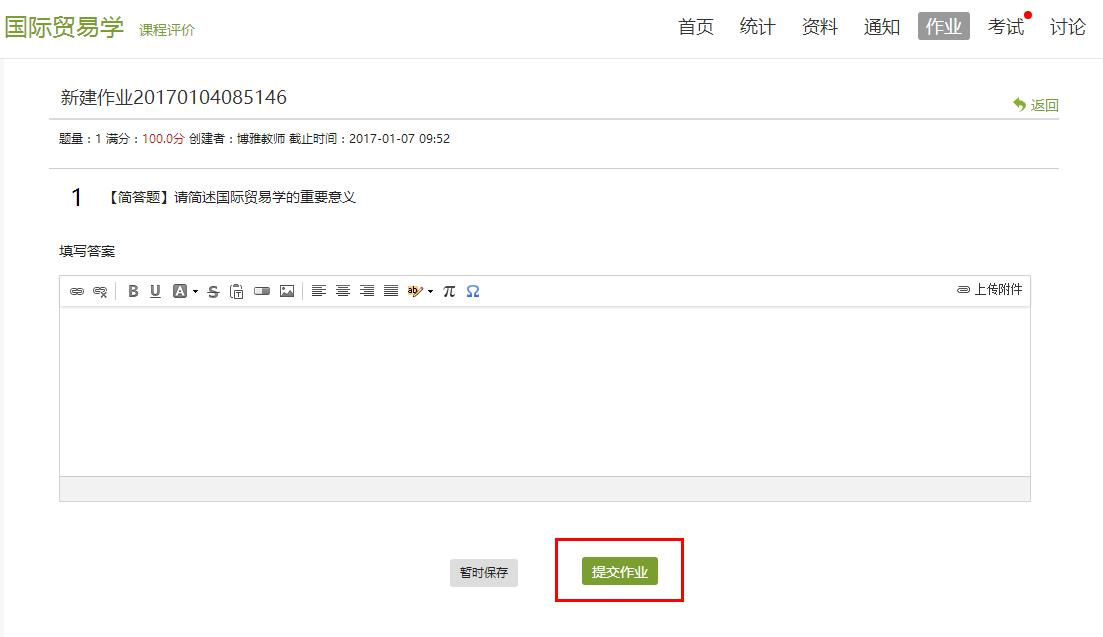 国际贸易学 课程评价 首页 统计 资料 通知 作业 考试 讨论
新建作业20170104085146
返回
题量：1 满分：100.0分 创建者：博雅教师 截止时间：2017-01-07 09:52
1 【简答题】请简述国际贸易学的重要意义
填写答案
B U A S T ab π Ω 上传附件
暂时保存 提交作业